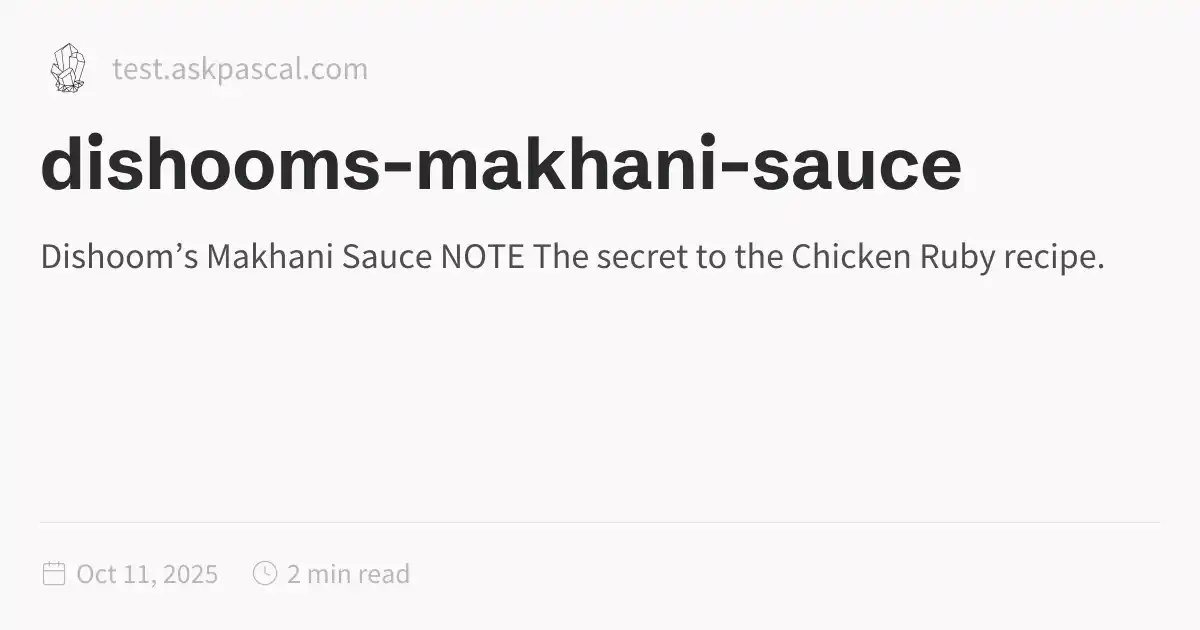 test.askpascal.com
dishooms-makhani-sauce
Dishoom’s Makhani Sauce NOTE The secret to the Chicken Ruby recipe.
Oct 11, 2025 2 min read